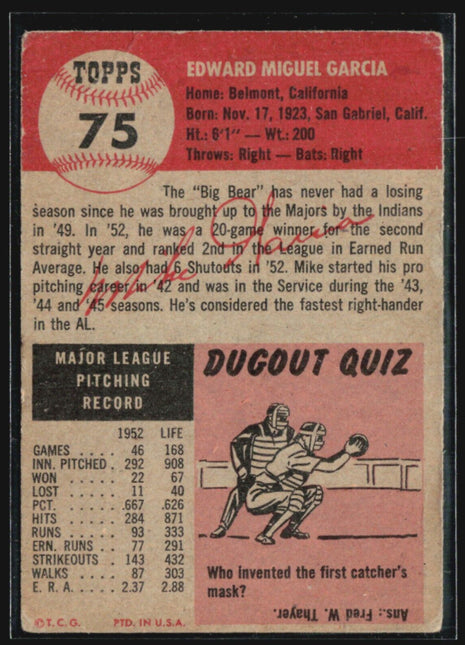 TOPPS
75
EDWARD MIGUEL GARCIA
Home: Belmont, California
Born: Nov. 17, 1923, San Gabriel, Calif.
Ht.: 6'1" — Wt.: 200
Throws: Right — Bats: Right
The "Big Bear" has never had a losing
season since he was brought up to the Majors by the Indians
in '49. In '52, he was a 20-game winner for the second
straight year and ranked 2nd in the League in Earned Run
Average. He also had 6 Shutouts in '52. Mike started his pro
pitching career in '42 and was in the Service during the '43,
'44 and '45 seasons. He's considered the fastest right-hander
in the AL.
Mike Garcia
MAJOR LEAGUE
PITCHING
RECORD
1952 LIFE
GAMES . . . . . 46 168
INN. PITCHED . 292 908
WON . . . . . 22 67
LOST . . . . . 11 40
PCT. . . . . . .667 .626
HITS . . . . . 284 871
RUNS . . . . . 93 333
ERN. RUNS . . 77 291
STRIKEOUTS . . 143 432
WALKS . . . . 87 303
E. R. A. . . . . 2.37 2.88
©T.C.G. PTD. IN U.S.A.
DUGOUT QUIZ
Who invented the first catcher's
mask?
Ans.: Fred W. Thayer.